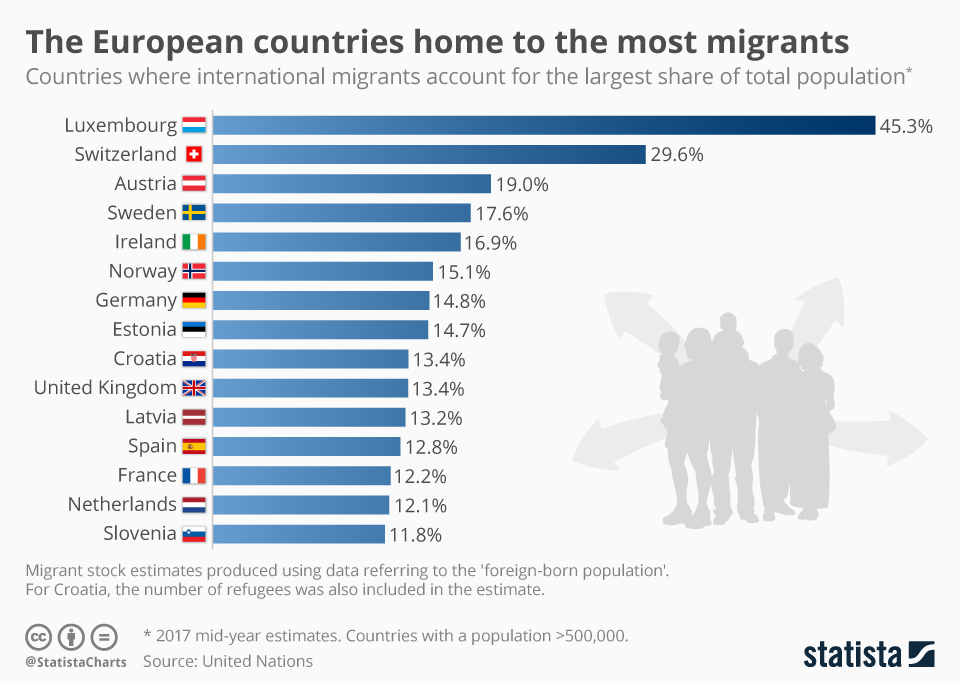 The European countries home to the most migrants
Countries where international migrants account for the largest share of total population*
Luxembourg 45.3%
Switzerland 29.6%
Austria 19.0%
Sweden 17.6%
Ireland 16.9%
Norway 15.1%
Germany 14.8%
Estonia 14.7%
Croatia 13.4%
United Kingdom 13.4%
Latvia 13.2%
Spain 12.8%
France 12.2%
Netherlands 12.1%
Slovenia 11.8%
Migrant stock estimates produced using data referring to the 'foreign-born population'.
For Croatia, the number of refugees was also included in the estimate.
cc
@StatistaCharts
* 2017 mid-year estimates. Countries with a population >500,000.
Source: United Nations
statista